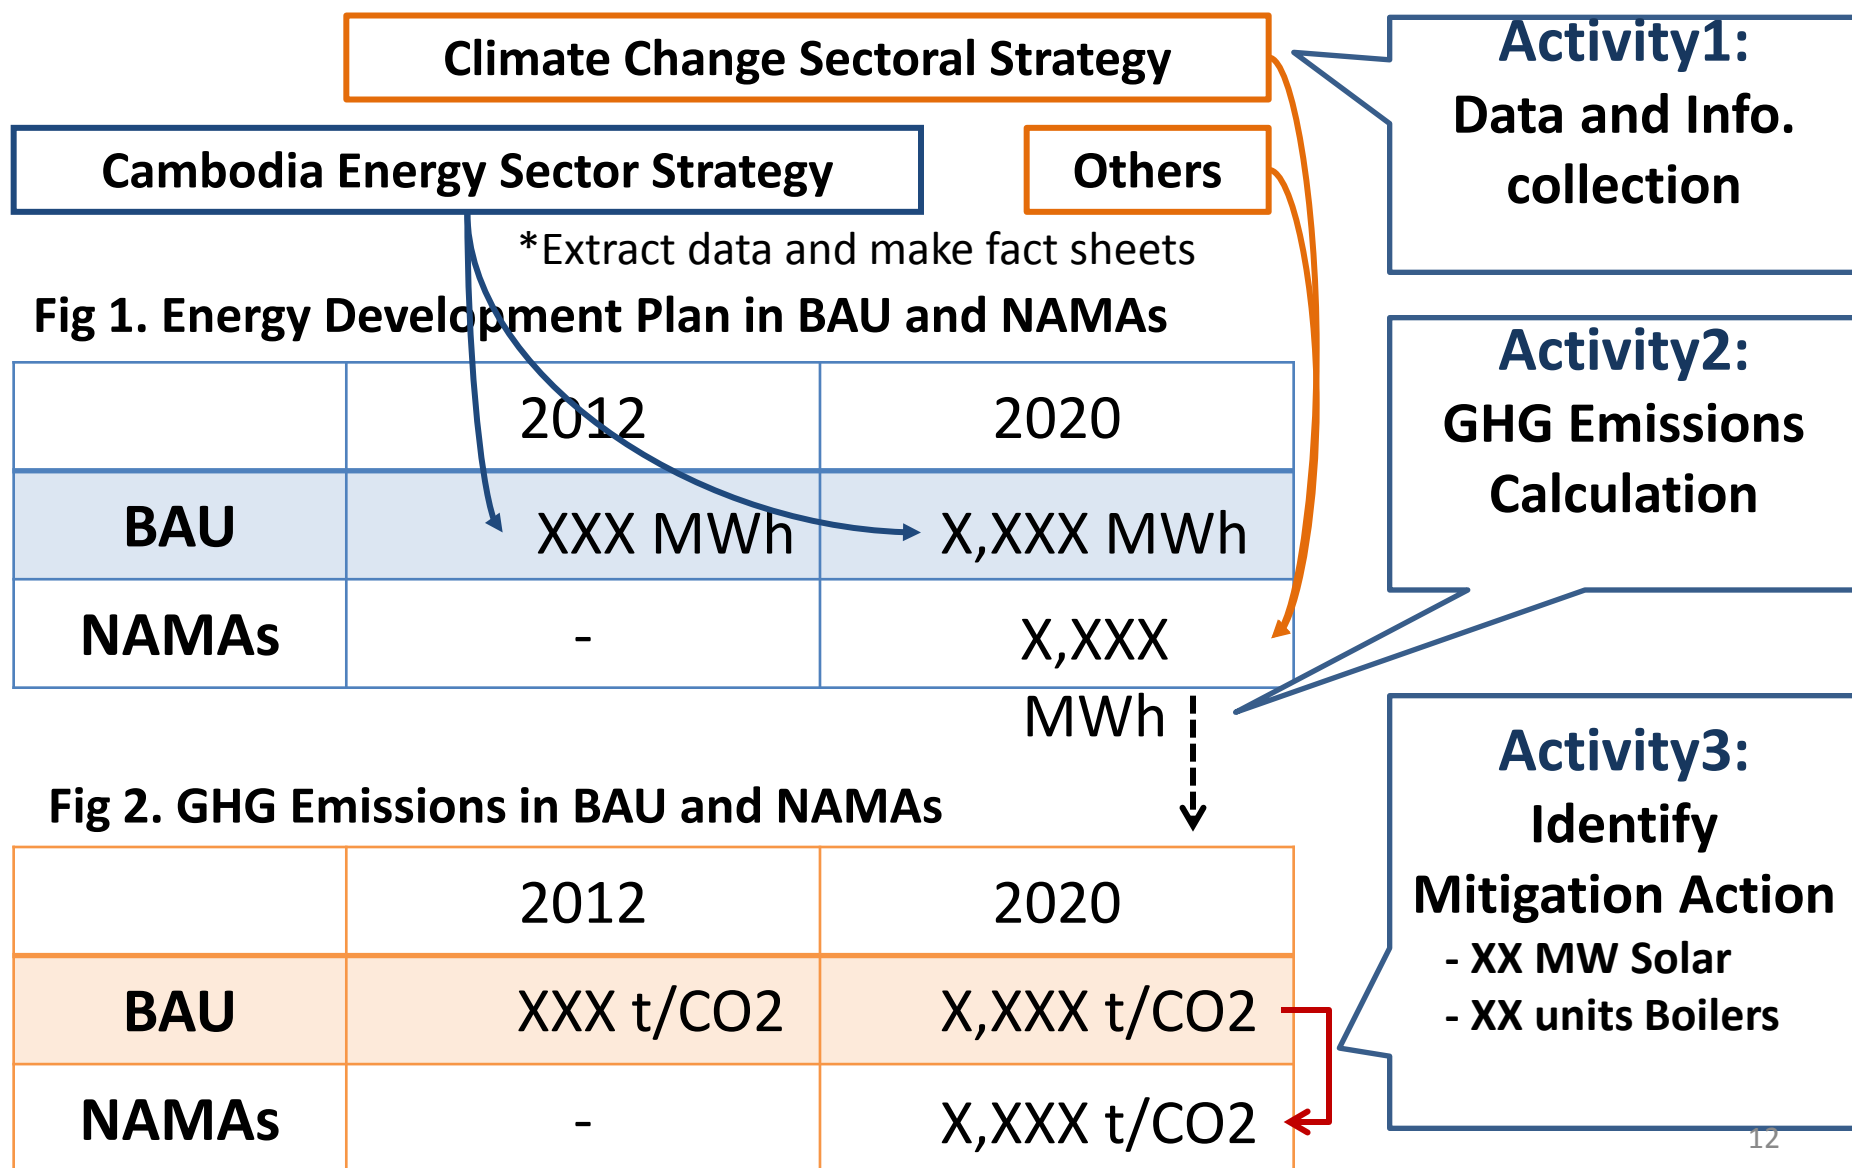 Climate Change Sectoral Strategy
Cambodia Energy Sector Strategy
Others
*Extract data and make fact sheets
Activity1:
Data and Info.
collection
Fig 1. Energy Development Plan in BAU and NAMAs
2012 2020
BAU XXX MWh X,XXX MWh
NAMAs - X,XXX
MWh
Activity2:
GHG Emissions
Calculation
Fig 2. GHG Emissions in BAU and NAMAs
2012 2020
BAU XXX t/CO2 X,XXX t/CO2
NAMAs - X,XXX t/CO2
Activity3:
Identify
Mitigation Action
- XX MW Solar
- XX units Boilers
12